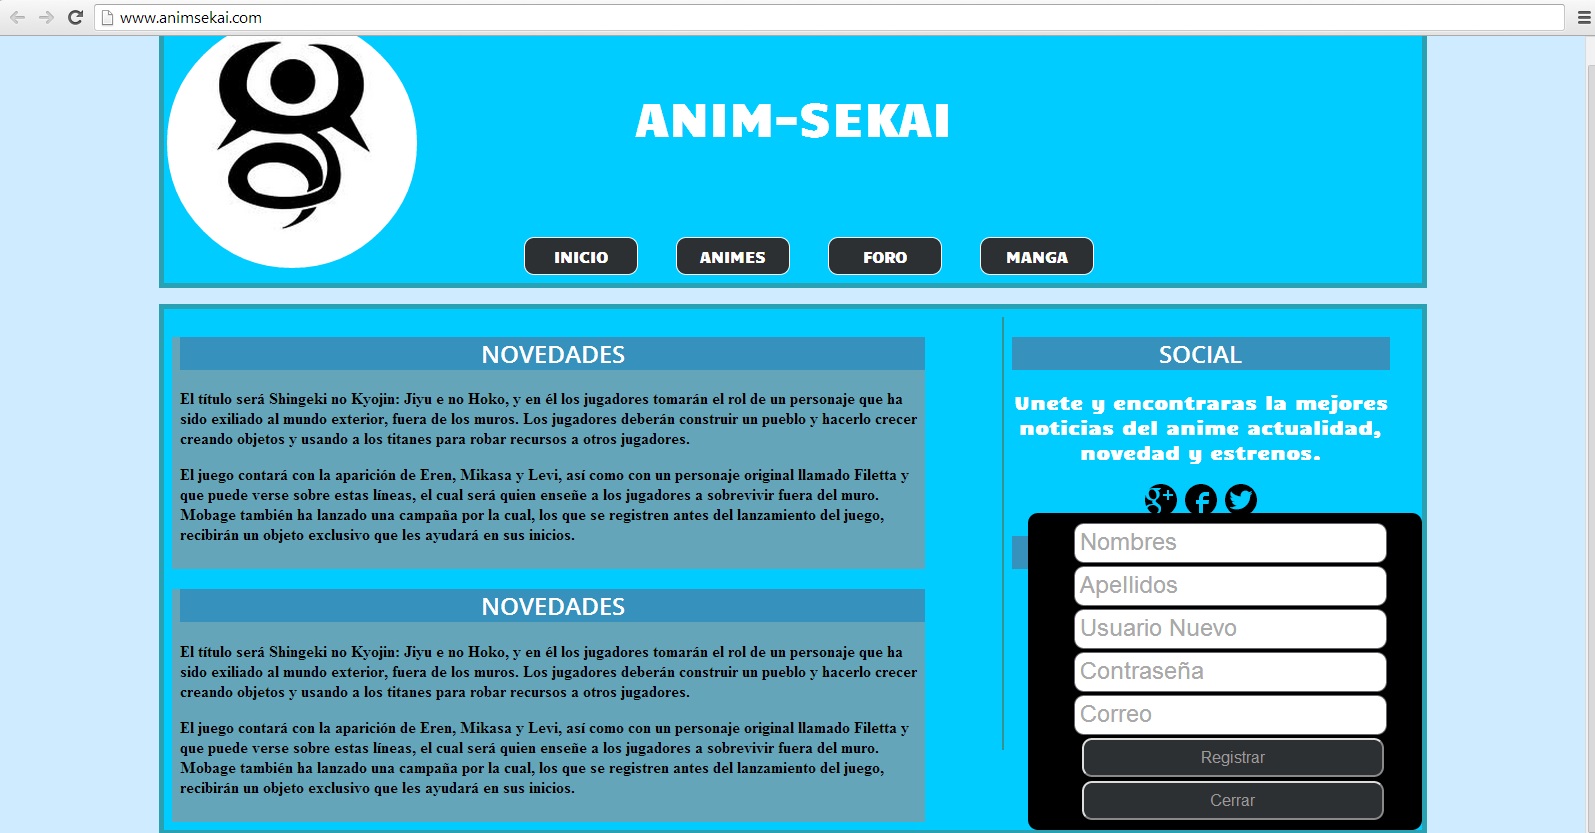 www.animsekai.com
ANIM-SEKAI
INICIO
ANIMES
FORO
MANGA
NOVEDADES
El título será Shingeki no Kyojin: Jiyu e no Hoko, y en él los jugadores tomarán el rol de un personaje que ha
sido exiliado al mundo exterior, fuera de los muros. Los jugadores deberán construir un pueblo y hacerlo crecer
creando objetos y usando a los titanes para robar recursos a otros jugadores.
El juego contará con la aparición de Eren, Mikasa y Levi, así como con un personaje original llamado Filetta y
que puede verse sobre estas líneas, el cual será quien enseñe a los jugadores a sobrevivir fuera del muro.
Mobage también ha lanzado una campaña por la cual, los que se registren antes del lanzamiento del juego,
recibirán un objeto exclusivo que les ayudará en sus inicios.
NOVEDADES
El título será Shingeki no Kyojin: Jiyu e no Hoko, y en él los jugadores tomarán el rol de un personaje que ha
sido exiliado al mundo exterior, fuera de los muros. Los jugadores deberán construir un pueblo y hacerlo crecer
creando objetos y usando a los titanes para robar recursos a otros jugadores.
El juego contará con la aparición de Eren, Mikasa y Levi, así como con un personaje original llamado Filetta y
que puede verse sobre estas líneas, el cual será quien enseñe a los jugadores a sobrevivir fuera del muro.
Mobage también ha lanzado una campaña por la cual, los que se registren antes del lanzamiento del juego,
recibirán un objeto exclusivo que les ayudará en sus inicios.
SOCIAL
Unete y encontraras la mejores
noticias del anime actualidad,
novedad y estrenos.
Nombres
Apellidos
Usuario Nuevo
Contraseña
Correo
Registrar
Cerrar